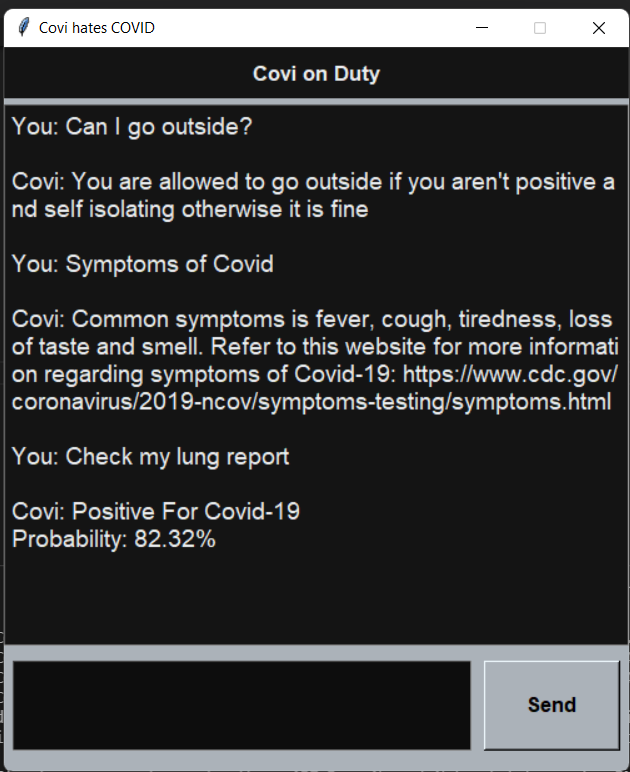 Covi hates COVID
Covi on Duty
You: Can I go outside?
Covi: You are allowed to go outside if you aren't positive a
nd self isolating otherwise it is fine
You: Symptoms of Covid
Covi: Common symptoms is fever, cough, tiredness, loss
of taste and smell. Refer to this website for more informati
on regarding symptoms of Covid-19: https://www.cdc.gov/
coronavirus/2019-ncov/symptoms-testing/symptoms.html
You: Check my lung report
Covi: Positive For Covid-19
Probability: 82.32%
Send